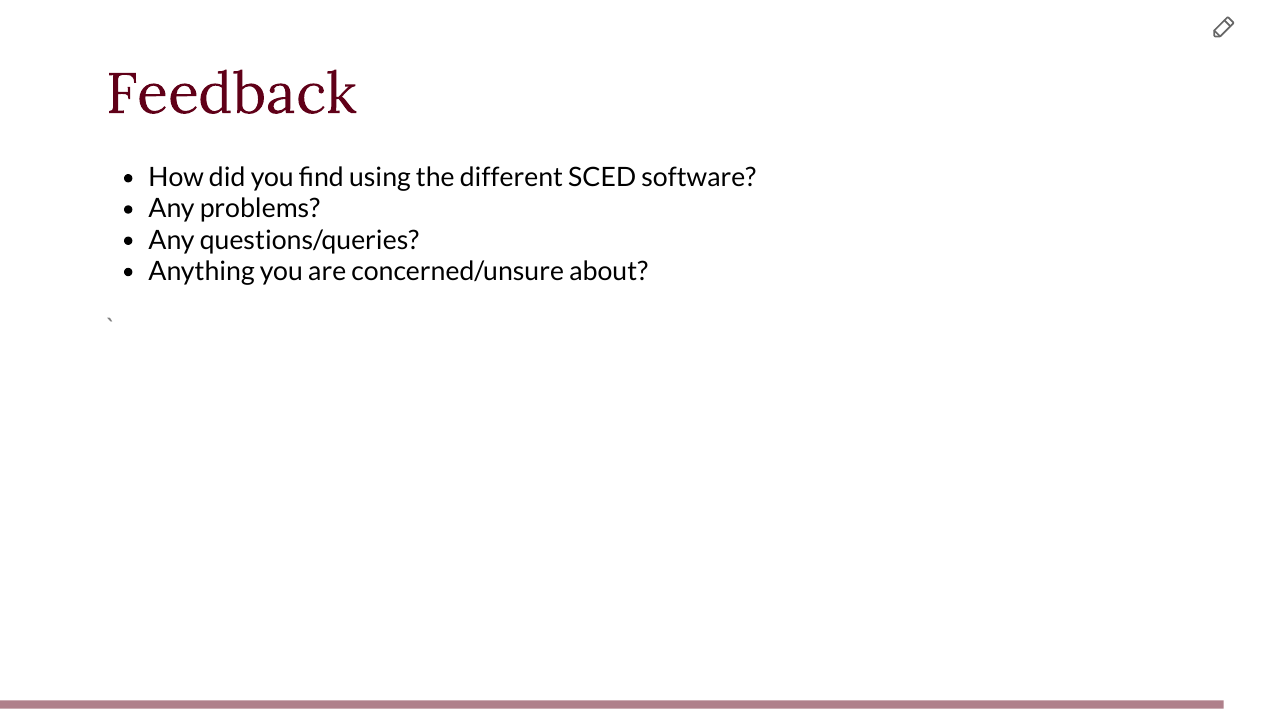 Feedback
• How did you find using the different SCED software?
• Any problems?
• Any questions/queries?
• Anything you are concerned/unsure about?
`